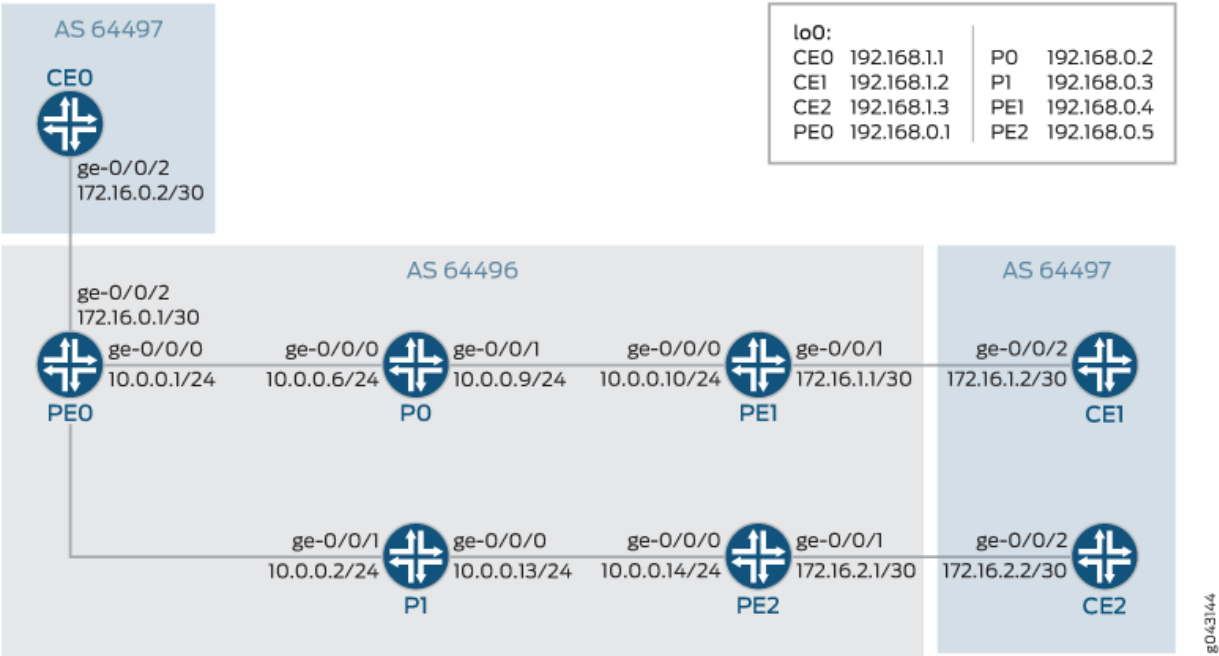 AS 64497
CE0
ge-0/0/2
172.16.0.2/30
lo0:
CE0 192.168.1.1 P0 192.168.0.2
CE1 192.168.1.2 P1 192.168.0.3
CE2 192.168.1.3 PE1 192.168.0.4
PE0 192.168.0.1 PE2 192.168.0.5
AS 64496
AS 64497
ge-0/0/2
172.16.0.1/30
ge-0/0/0 ge-0/0/0 ge-0/0/1 ge-0/0/0 ge-0/0/1 ge-0/0/2
10.0.0.1/24 10.0.0.6/24 10.0.0.9/24 10.0.0.10/24 172.16.1.1/30 172.16.1.2/30
PE0 P0 PE1 CE1
ge-0/0/1 ge-0/0/0 ge-0/0/0 ge-0/0/1 ge-0/0/2
10.0.0.2/24 10.0.0.13/24 10.0.0.14/24 172.16.2.1/30 172.16.2.2/30
P1 PE2 CE2
g043144